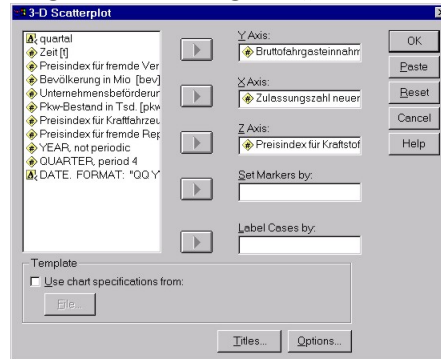 3-D Scatterplot
quartal
Zeit [t]
Preisindex für fremde Ver
Bevölkerung in Mio [bev]
Unternehmensbeförderur
Pkw-Bestand in Tsd. [pkw
Preisindex für Kraftfahrzeu
Preisindex für fremde Rep
YEAR, not periodic
QUARTER, period 4
DATE. FORMAT: "QQ Y
Y Axis:
Bruttofahrgasteinnahm
X Axis:
Zulassungszahl neuer
Z Axis:
Preisindex für Kraftstof
Set Markers by:
Label Cases by:
OK
Paste
Reset
Cancel
Help
Template
Use chart specifications from:
File...
Titles...
Options...